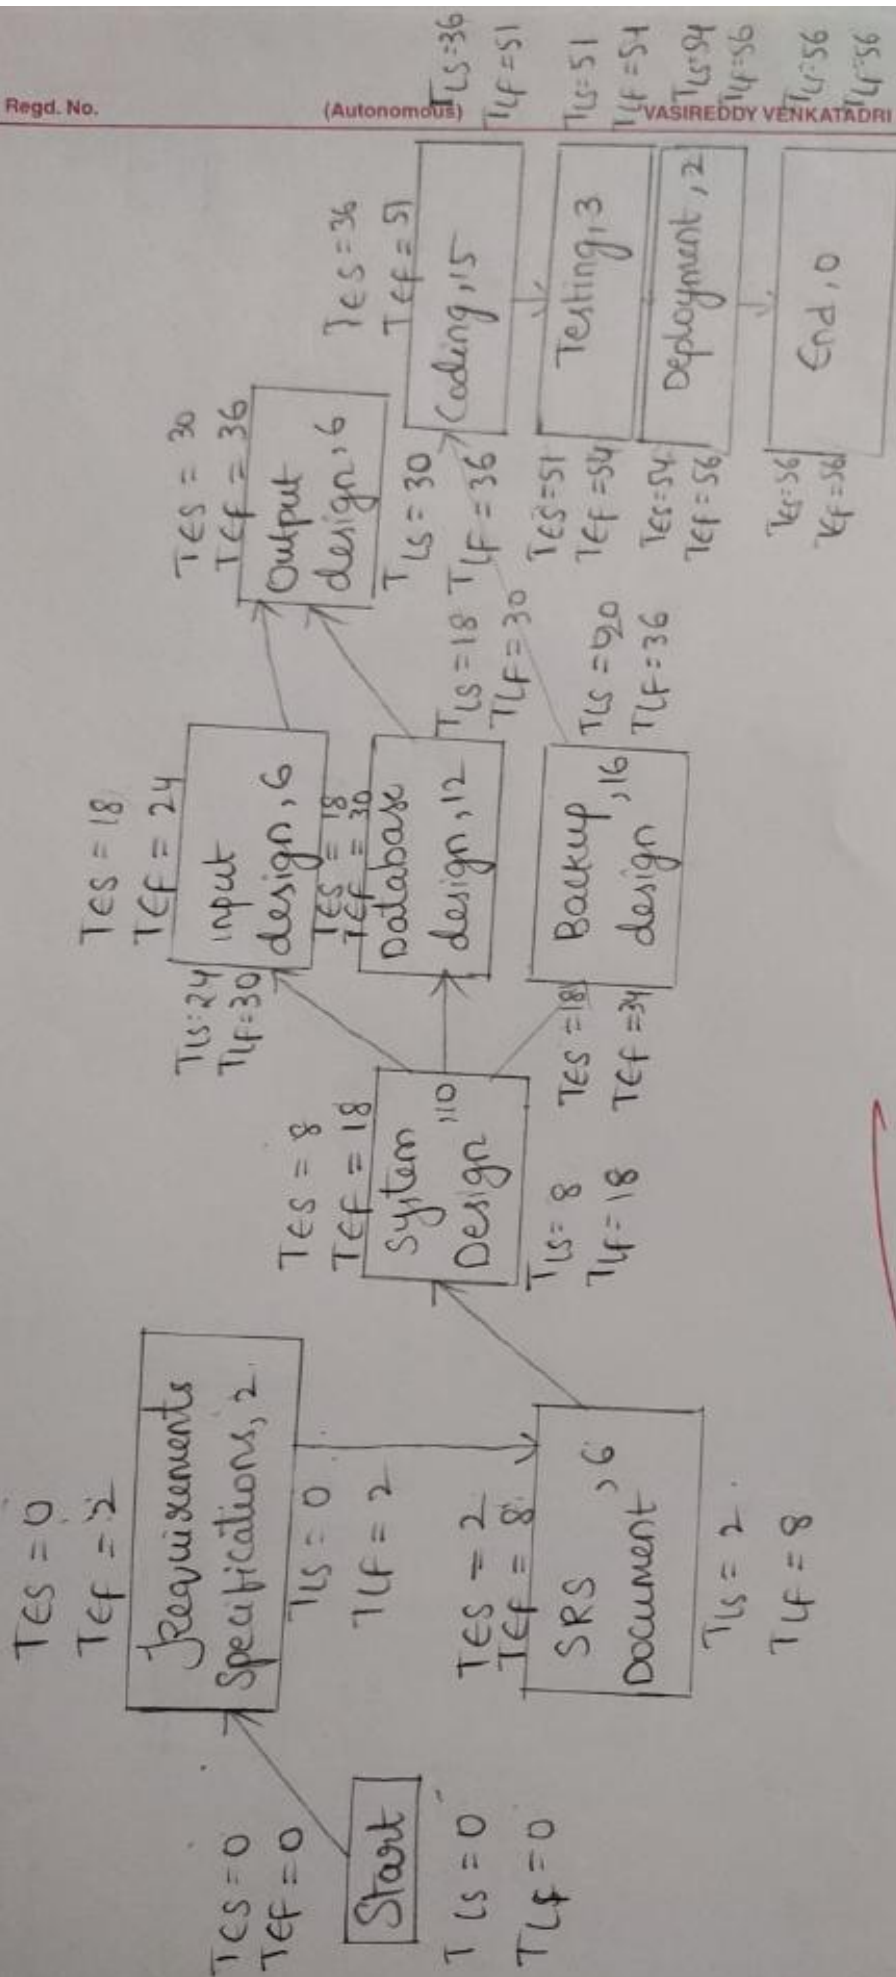 Regd. No.
(Autonomous)
VASIREDDY VENKATADRI
TES = 0
TEF = 0
Start
TLS = 0
TLF = 0
TES = 0
TEF = 2
Requirements
Specifications, 2
TLS = 0
TLF = 2
TES = 2
TEF = 8
SRS
Document , 6
TLS = 2
TLF = 8
TES = 8
TEF = 18
System
Design ,10
TLS = 8
TLF = 18
TES = 18
TEF = 24
Input
design, 6
TLS = 24
TLF = 30
TES = 18
TEF = 30
Database
design, 12
TLS = 18
TLF = 30
TES = 18
TEF = 34
Backup
design , 16
TLS = 20
TLF = 36
TES = 30
TEF = 36
Output
design, 6
TLS = 30
TLF = 36
TES = 36
TEF = 51
Coding, 15
TLS = 36
TLF = 51
TES = 51
TEF = 54
Testing, 3
TLS = 51
TLF = 54
TES = 54
TEF = 56
Deployment, 2
TLS = 54
TLF = 56
TES = 56
TEF = 56
End, 0
TLS = 56
TLF = 56